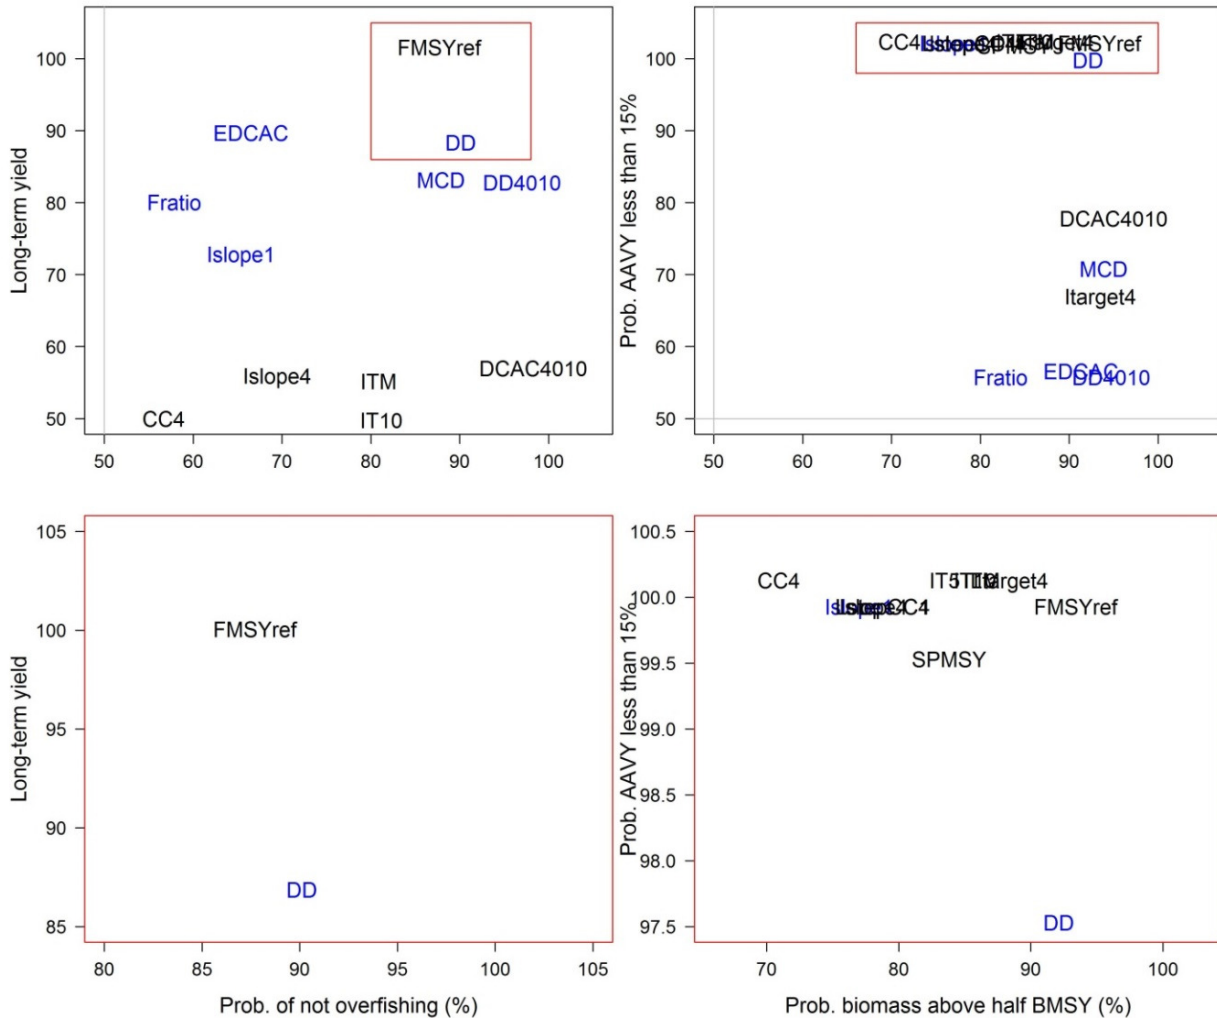 Long-term yield
100
90
80
70
60
50
FMSYref
EDCAC
DD
MCD
DD4010
Fratio
Islope1
Islope4
ITM
DCAC4010
CC4
IT10
50
60
70
80
90
100
Prob. AAVY less than 15%
100
90
80
70
60
50
CC4
FMSYref
DD
DCAC4010
MCD
Itarget4
Fratio
EDCAC
DD4010
50
60
70
80
90
100
Long-term yield
105
100
95
90
85
FMSYref
DD
80
85
90
95
100
105
Prob. of not overfishing (%)
Prob. AAVY less than 15%
100.5
100.0
99.5
99.0
98.5
98.0
97.5
CC4
IT5
Itarget4
FMSYref
SPMSY
DD
70
80
90
100
Prob. biomass above half BMSY (%)